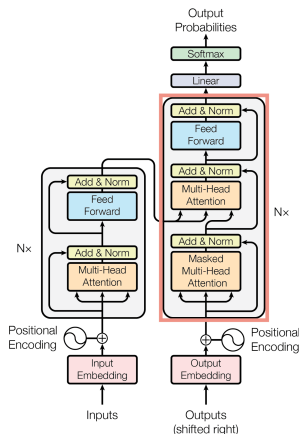 Output
Probabilities
Softmax
Linear
Add & Norm
Feed
Forward
Add & Norm
Multi-Head
Attention
Add & Norm
Masked
Multi-Head
Attention
N×
Positional
Encoding
Output
Embedding
Outputs
(shifted right)
Add & Norm
Feed
Forward
Add & Norm
Multi-Head
Attention
N×
Positional
Encoding
Input
Embedding
Inputs